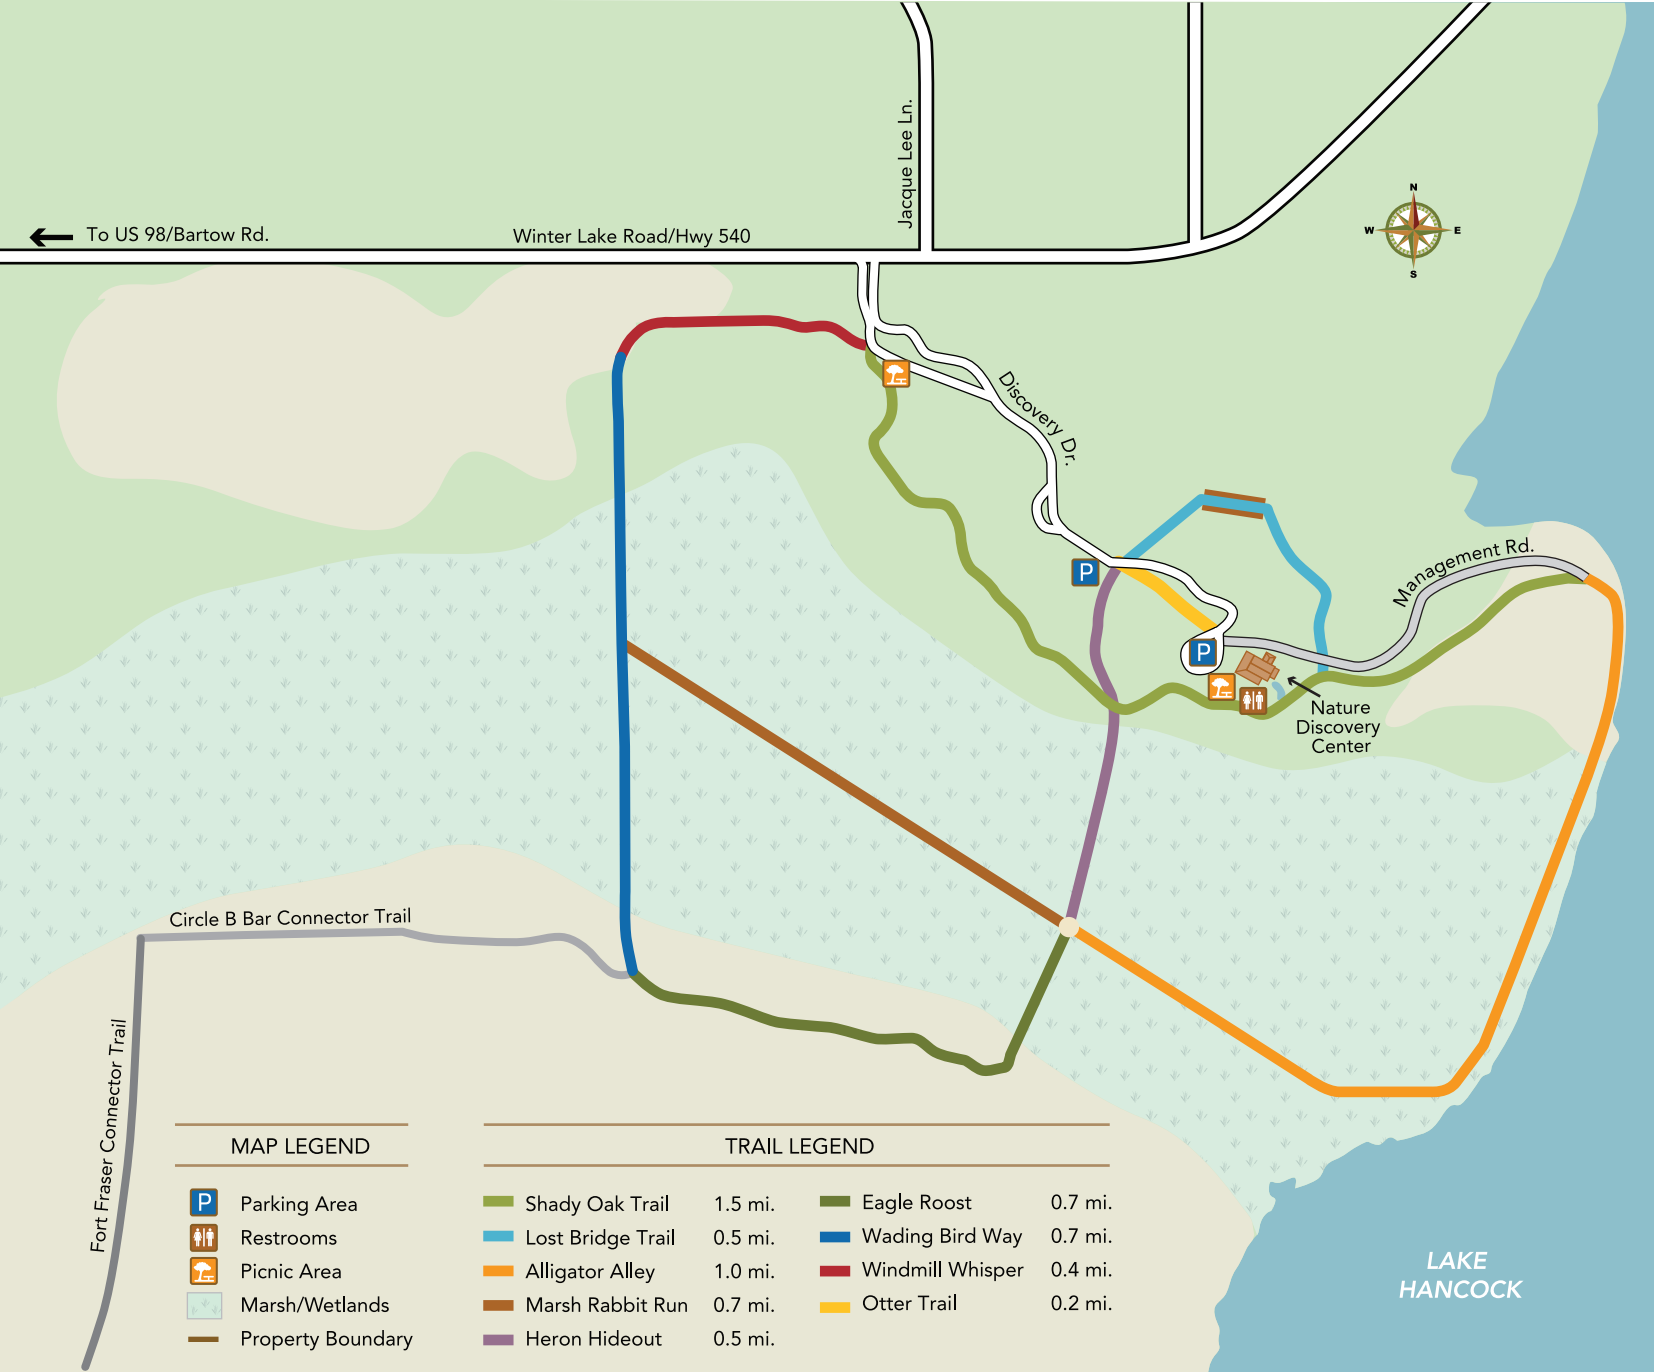 Jacque Lee Ln.
N
W
E
S
To US 98/Bartow Rd.
Winter Lake Road/Hwy 540
Discovery Dr.
Management Rd.
P
P
Nature
Discovery
Center
Circle B Bar Connector Trail
Fort Fraser Connector Trail
MAP LEGEND
P Parking Area
Restrooms
Picnic Area
Marsh/Wetlands
Property Boundary
TRAIL LEGEND
Shady Oak Trail 1.5 mi.
Lost Bridge Trail 0.5 mi.
Alligator Alley 1.0 mi.
Marsh Rabbit Run 0.7 mi.
Heron Hideout 0.5 mi.
Eagle Roost 0.7 mi.
Wading Bird Way 0.7 mi.
Windmill Whisper 0.4 mi.
Otter Trail 0.2 mi.
LAKE
HANCOCK